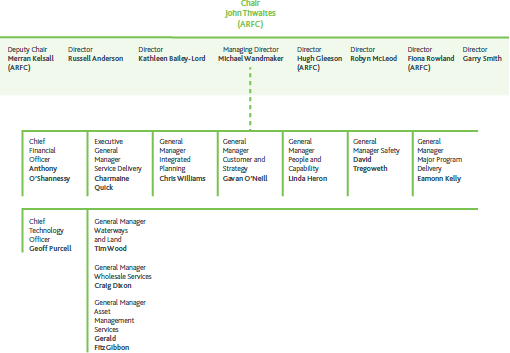 Chair
John Thwaites
(ARFC)
Deputy Chair
Merran Kelsall
(ARFC)
Director
Russell Anderson
Director
Kathleen Bailey-Lord
Managing Director
Michael Wandmaker
Director
Hugh Gleeson
(ARFC)
Director
Robyn McLeod
Director
Fiona Rowland
(ARFC)
Director
Garry Smith
Chief
Financial
Officer
Anthony
O'Shannessy
Executive
General
Manager
Service Delivery
Charmaine
Quick
General
Manager
Integrated
Planning
Chris Williams
General
Manager
Customer and
Strategy
Gavan O'Neill
General
Manager
People and
Capability
Linda Heron
General
Manager Safety
David
Tregoweth
General
Manager
Major Program
Delivery
Eamonn Kelly
Chief
Technology
Officer
Geoff Purcell
General Manager
Waterways
and Land
Tim Wood
General Manager
Wholesale Services
Craig Dixon
General Manager
Asset
Management
Services
Gerald
FitzGibbon